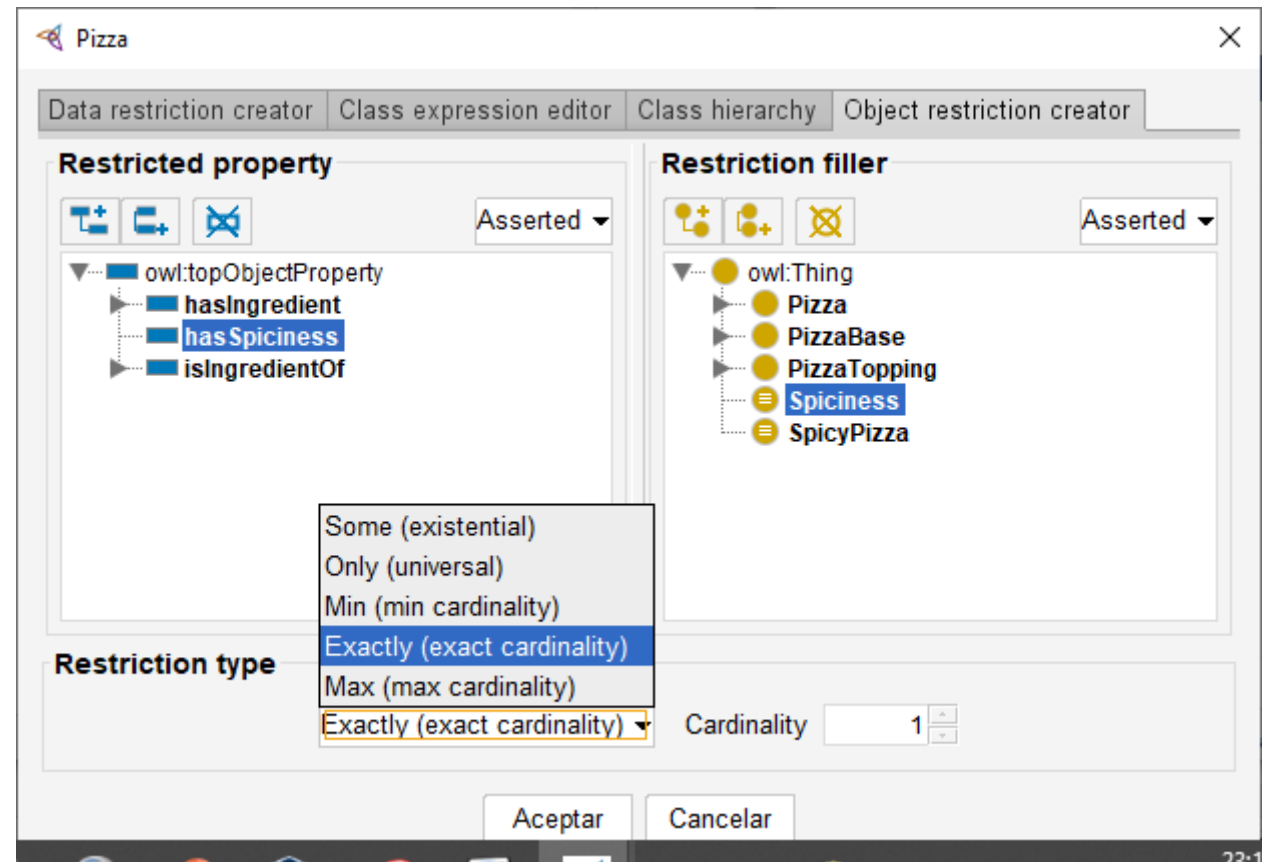 Pizza
Data restriction creator Class expression editor Class hierarchy Object restriction creator
Restricted property
Asserted
owl:topObjectProperty
hasIngredient
hasSpiciness
isIngredientOf
Restriction filler
Asserted
owl:Thing
Pizza
PizzaBase
PizzaTopping
Spiciness
SpicyPizza
Some (existential)
Only (universal)
Min (min cardinality)
Exactly (exact cardinality)
Max (max cardinality)
Restriction type
Exactly (exact cardinality) Cardinality 1
Aceptar Cancelar